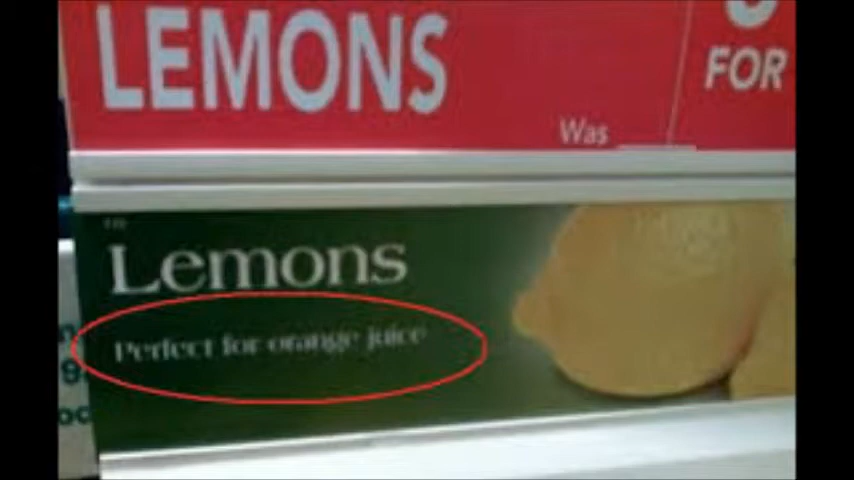 LEMONS
FOR
Was
Lemons
Perfect for orange juice